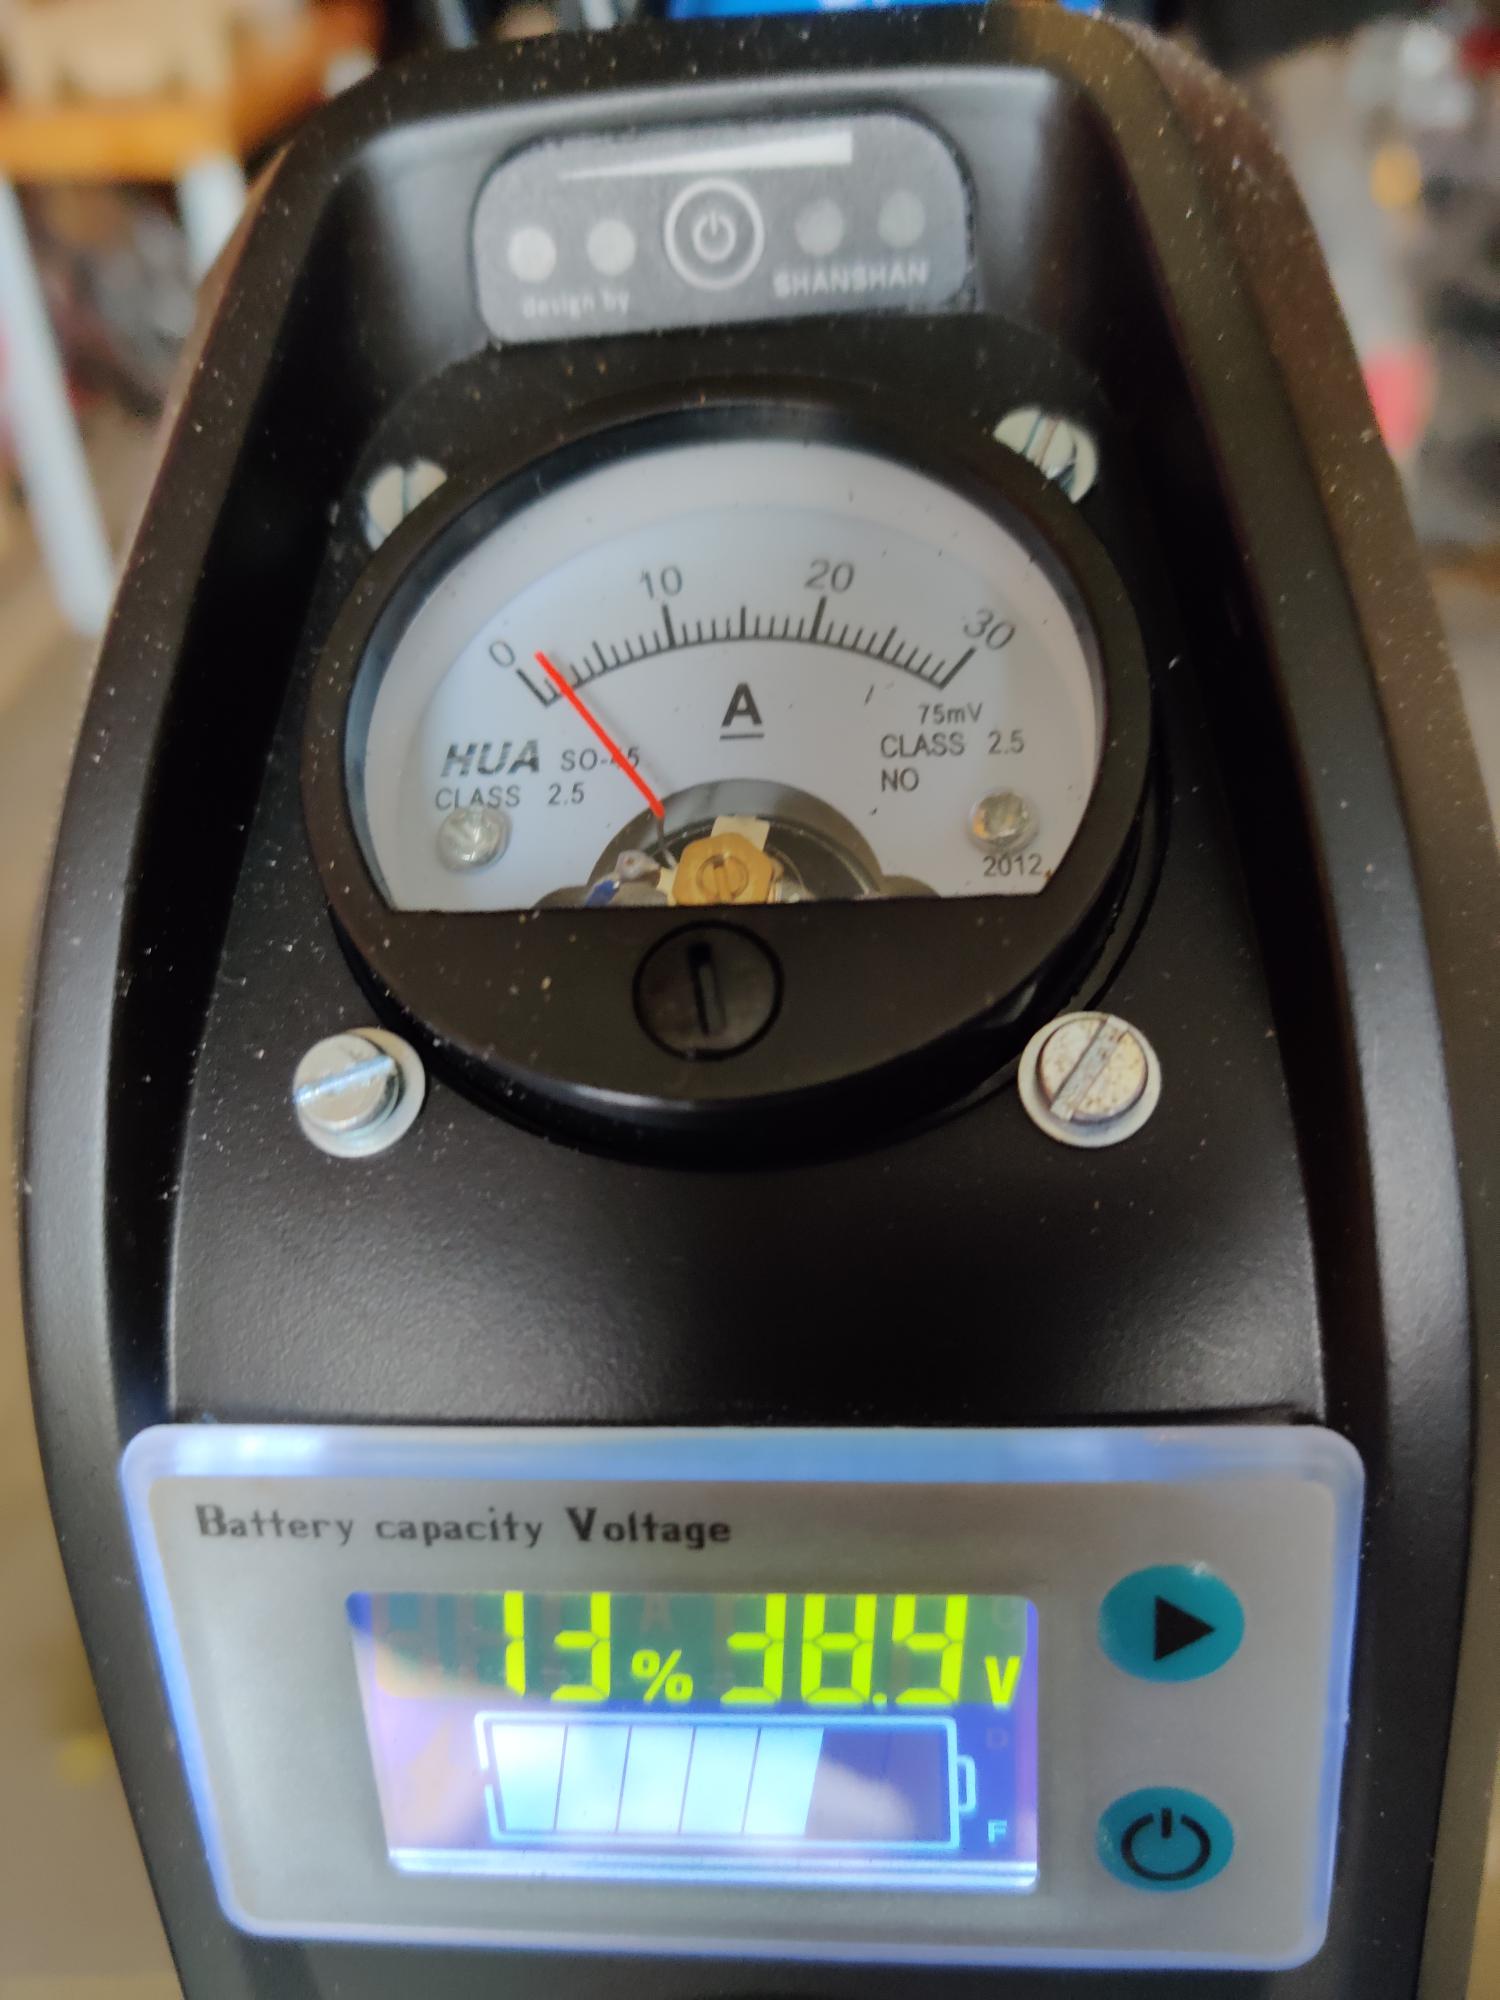 design by SHANSHAN
0 10 20 30
A
HUA SO-45
CLASS 2.5
75mV
CLASS 2.5
NO
2012.
Battery capacity Voltage
13% 38.9V
F